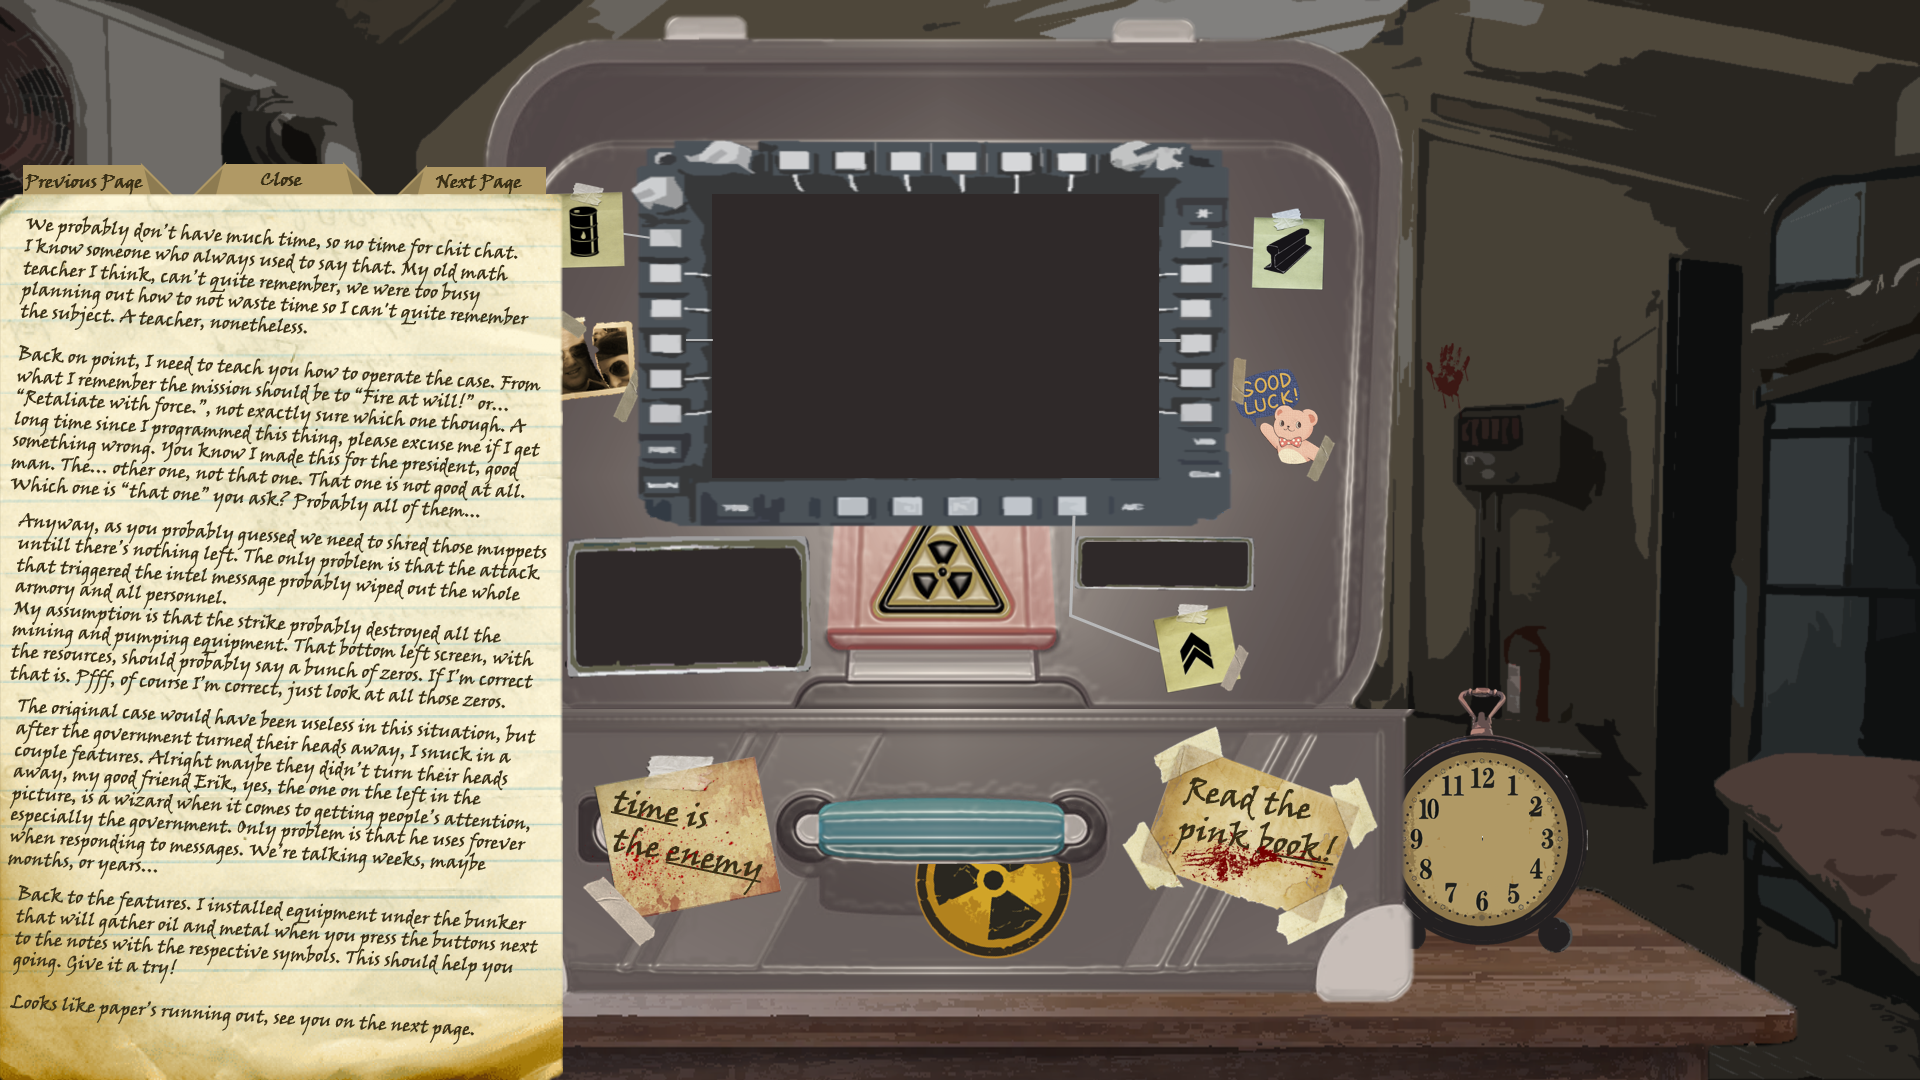 Previous Page
Close
Next Page
We probably don't have much time, so no time for chit chat.
I know someone who always used to say that. My old math
teacher I think, can't quite remember, we were too busy
planning out how to not waste time so I can't quite remember
the subject. A teacher, nonetheless.
Back on point, I need to teach you how to operate the case. From
what I remember the mission should be to "Fire at will!" or...
"Retaliate with force.", not exactly sure which one though. A
long time since I programmed this thing, please excuse me if I get
something wrong. You know I made this for the president, good
man. The... other one, not that one. That one is not good at all.
Which one is "that one" you ask? Probably all of them...
Anyway, as you probably guessed we need to shred those muppets
untill there's nothing left. The only problem is that the attack
that triggered the intel message probably wiped out the whole
armory and all personnel.
My assumption is that the strike probably destroyed all the
mining and pumping equipment. That bottom left screen, with
the resources, should probably say a bunch of zeros. If I'm correct
that is. Pfff, of course I'm correct, just look at all those zeros.
The original case would have been useless in this situation, but
after the government turned their heads away, I snuck in a
couple features. Alright maybe they didn't turn their heads
away, my good friend Erik, yes, the one on the left in the
picture, is a wizard when it comes to getting people's attention,
especially the government. Only problem is that he uses forever
when responding to messages. We're talking weeks, maybe
months, or years...
Back to the features. I installed equipment under the bunker
that will gather oil and metal when you press the buttons next
to the notes with the respective symbols. This should help you
going. Give it a try!
Looks like paper's running out, see you on the next page.
GOOD
LUCK!
time is
the enemy
Read the
pink book!
12
1
2
3
4
5
6
7
8
9
10
11